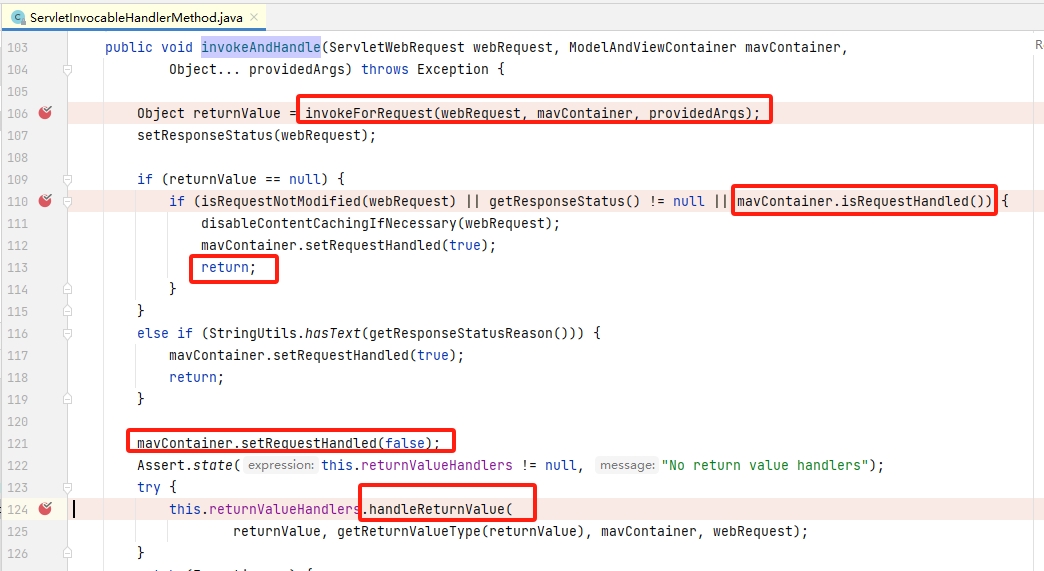 ServletInvocableHandlerMethod.java
R
103 public void invokeAndHandle(ServletWebRequest webRequest, ModelAndViewContainer mavContainer,
104 Object... providedArgs) throws Exception {
105
106 Object returnValue = invokeForRequest(webRequest, mavContainer, providedArgs);
107 setResponseStatus(webRequest);
108
109 if (returnValue == null) {
110 if (isRequestNotModified(webRequest) || getResponseStatus() != null || mavContainer.isRequestHandled()) {
111 disableContentCachingIfNecessary(webRequest);
112 mavContainer.setRequestHandled(true);
113 return;
114 }
115 }
116 else if (StringUtils.hasText(getResponseStatusReason())) {
117 mavContainer.setRequestHandled(true);
118 return;
119 }
120
121 mavContainer.setRequestHandled(false);
122 Assert.state( expression: this.returnValueHandlers != null, message: "No return value handlers");
123 try {
124 this.returnValueHandlers.handleReturnValue(
125 returnValue, getReturnValueType(returnValue), mavContainer, webRequest);
126 }